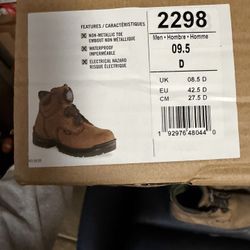 FEATURES / CARACTÉRISTIQUES
NON-METALLIC TOE
EMBOUT NON MÉTALLIQUE
WATERPROOF
IMPERMÉABLE
ELECTRICAL HAZARD
RISQUE ÉLECTRIQUE
2298
Men • Hombre • Homme
09.5
D
UK 08.5 D
EU 42.5 D
CM 27.5 D
1 92976 48044 0